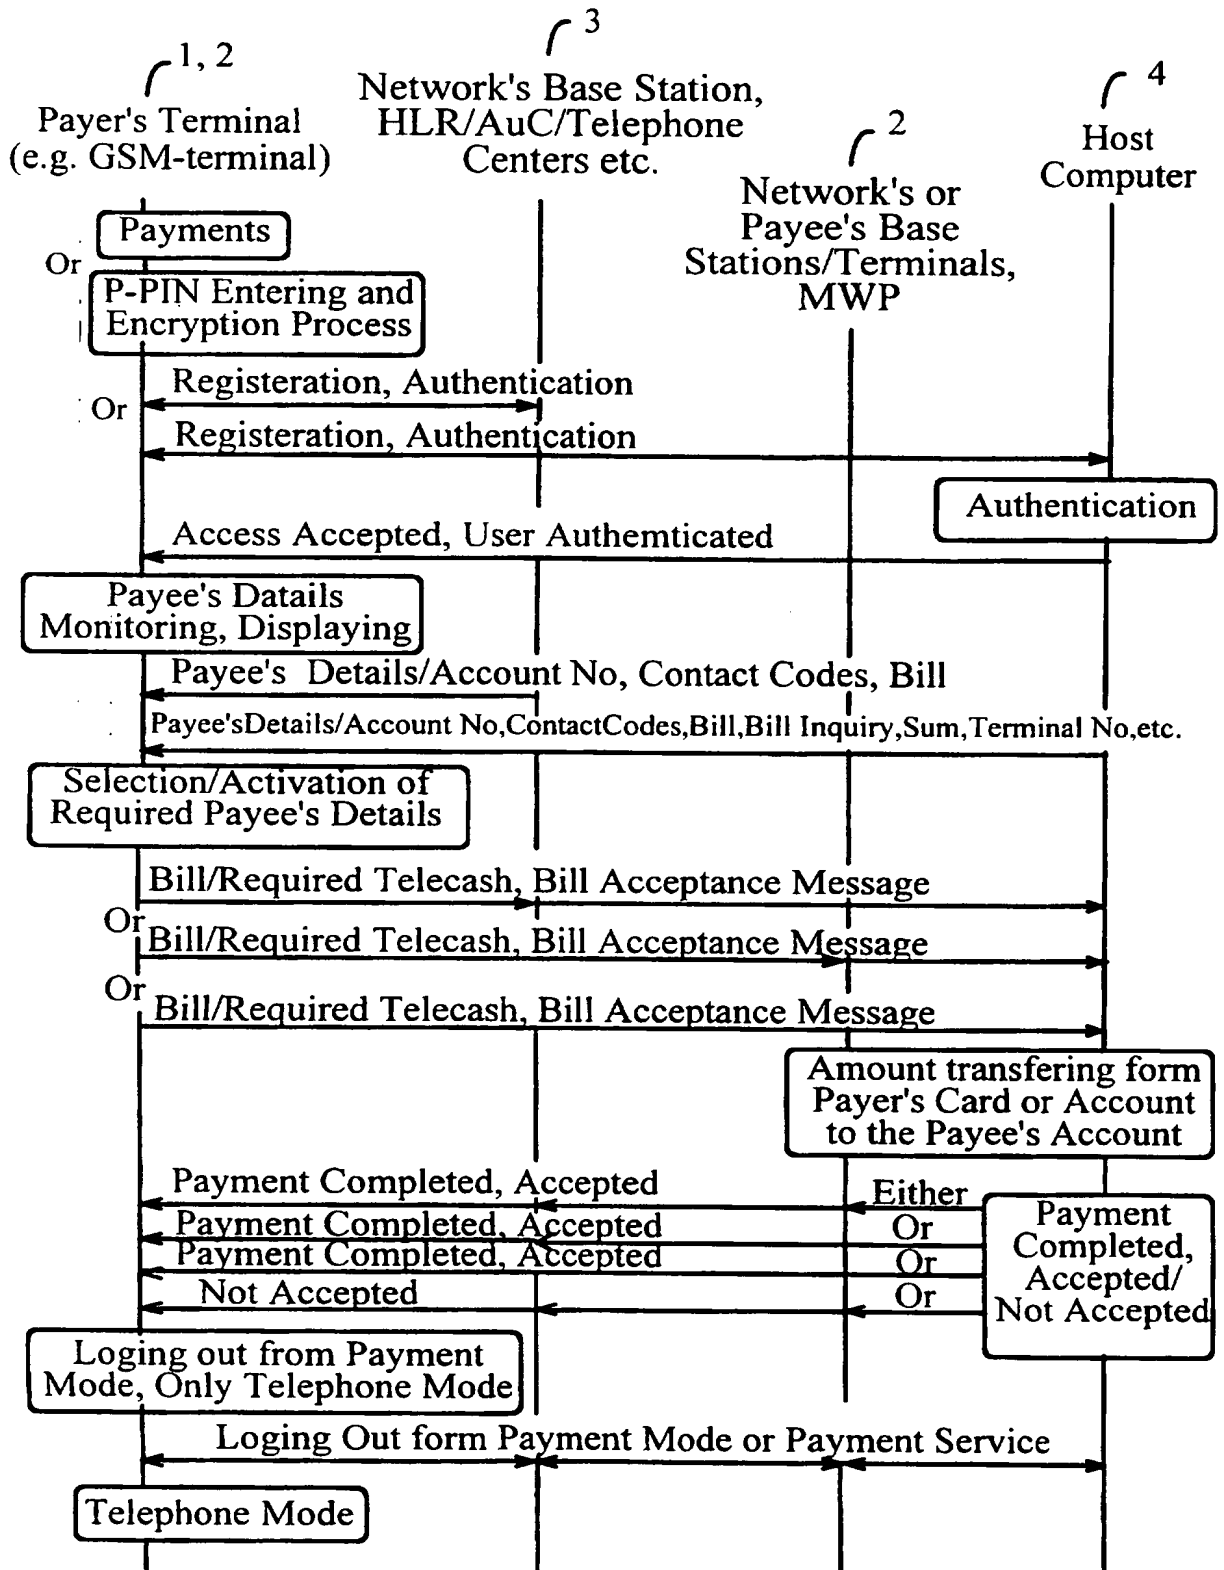 1, 2
3
4
2
Payer's Terminal
(e.g. GSM-terminal)
Network's Base Station,
HLR/AuC/Telephone
Centers etc.
Network's or
Payee's Base
Stations/Terminals,
MWP
Host
Computer
Payments
Or
P-PIN Entering and
Encryption Process
Registeration, Authentication
Or
Registeration, Authentication
Authentication
Access Accepted, User Authemticated
Payee's Datails
Monitoring, Displaying
Payee's Details/Account No, Contact Codes, Bill
Payee'sDetails/Account No,ContactCodes,Bill,Bill Inquiry,Sum,Terminal No,etc.
Selection/Activation of
Required Payee's Details
Bill/Required Telecash, Bill Acceptance Message
Or
Bill/Required Telecash, Bill Acceptance Message
Or
Bill/Required Telecash, Bill Acceptance Message
Amount transfering form
Payer's Card or Account
to the Payee's Account
Payment Completed, Accepted
Either
Payment Completed, Accepted
Or
Payment Completed, Accepted
Or
Not Accepted
Or
Payment
Completed,
Accepted/
Not Accepted
Loging out from Payment
Mode, Only Telephone Mode
Loging Out form Payment Mode or Payment Service
Telephone Mode